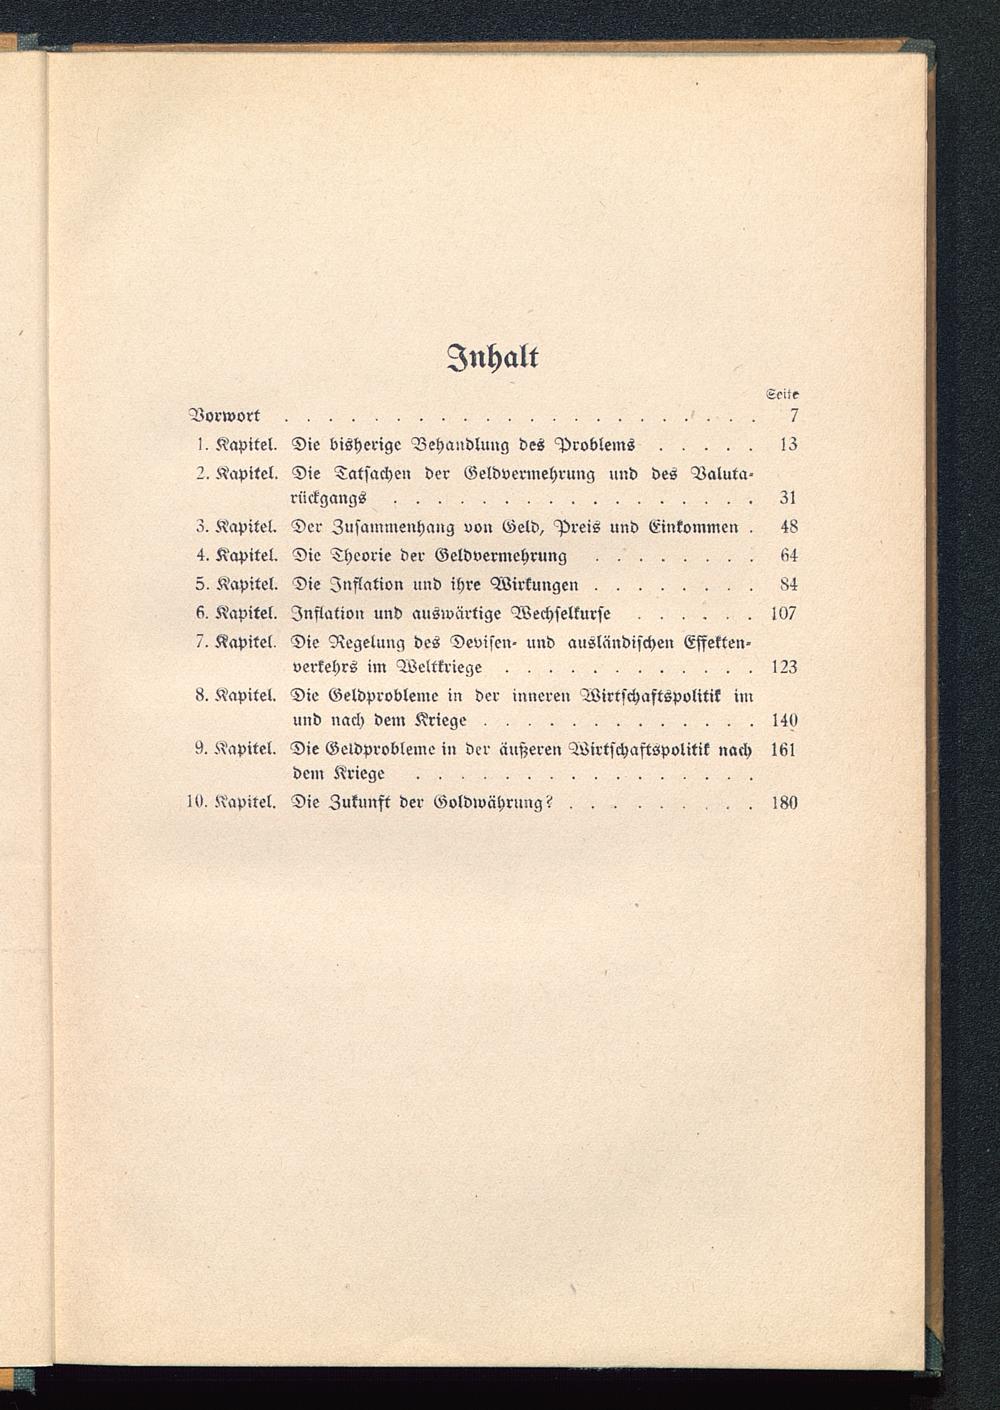 Inhalt
Seite
Vorwort . . . . . . . . . . . . . . . . . . . . . . 7
1. Kapitel. Die bisherige Behandlung des Problems . . . . . 13
2. Kapitel. Die Tatsachen der Geldvermehrung und des Valuta-
rückgangs . . . . . . . . . . . . . . . . . 31
3. Kapitel. Der Zusammenhang von Geld, Preis und Einkommen . 48
4. Kapitel. Die Theorie der Geldvermehrung . . . . . . . . 64
5. Kapitel. Die Inflation und ihre Wirkungen . . . . . . . . 84
6. Kapitel. Inflation und auswärtige Wechselkurse . . . . . . 107
7. Kapitel. Die Regelung des Devisen- und ausländischen Effekten-
verkehrs im Weltkriege . . . . . . . . . . . . 123
8. Kapitel. Die Geldprobleme in der inneren Wirtschaftspolitik im
und nach dem Kriege . . . . . . . . . . . . . 140
9. Kapitel. Die Geldprobleme in der äußeren Wirtschaftspolitik nach 161
dem Kriege . . . . . . . . . . . . . . . .
10. Kapitel. Die Zukunft der Goldwährung? . . . . . . . . . 180